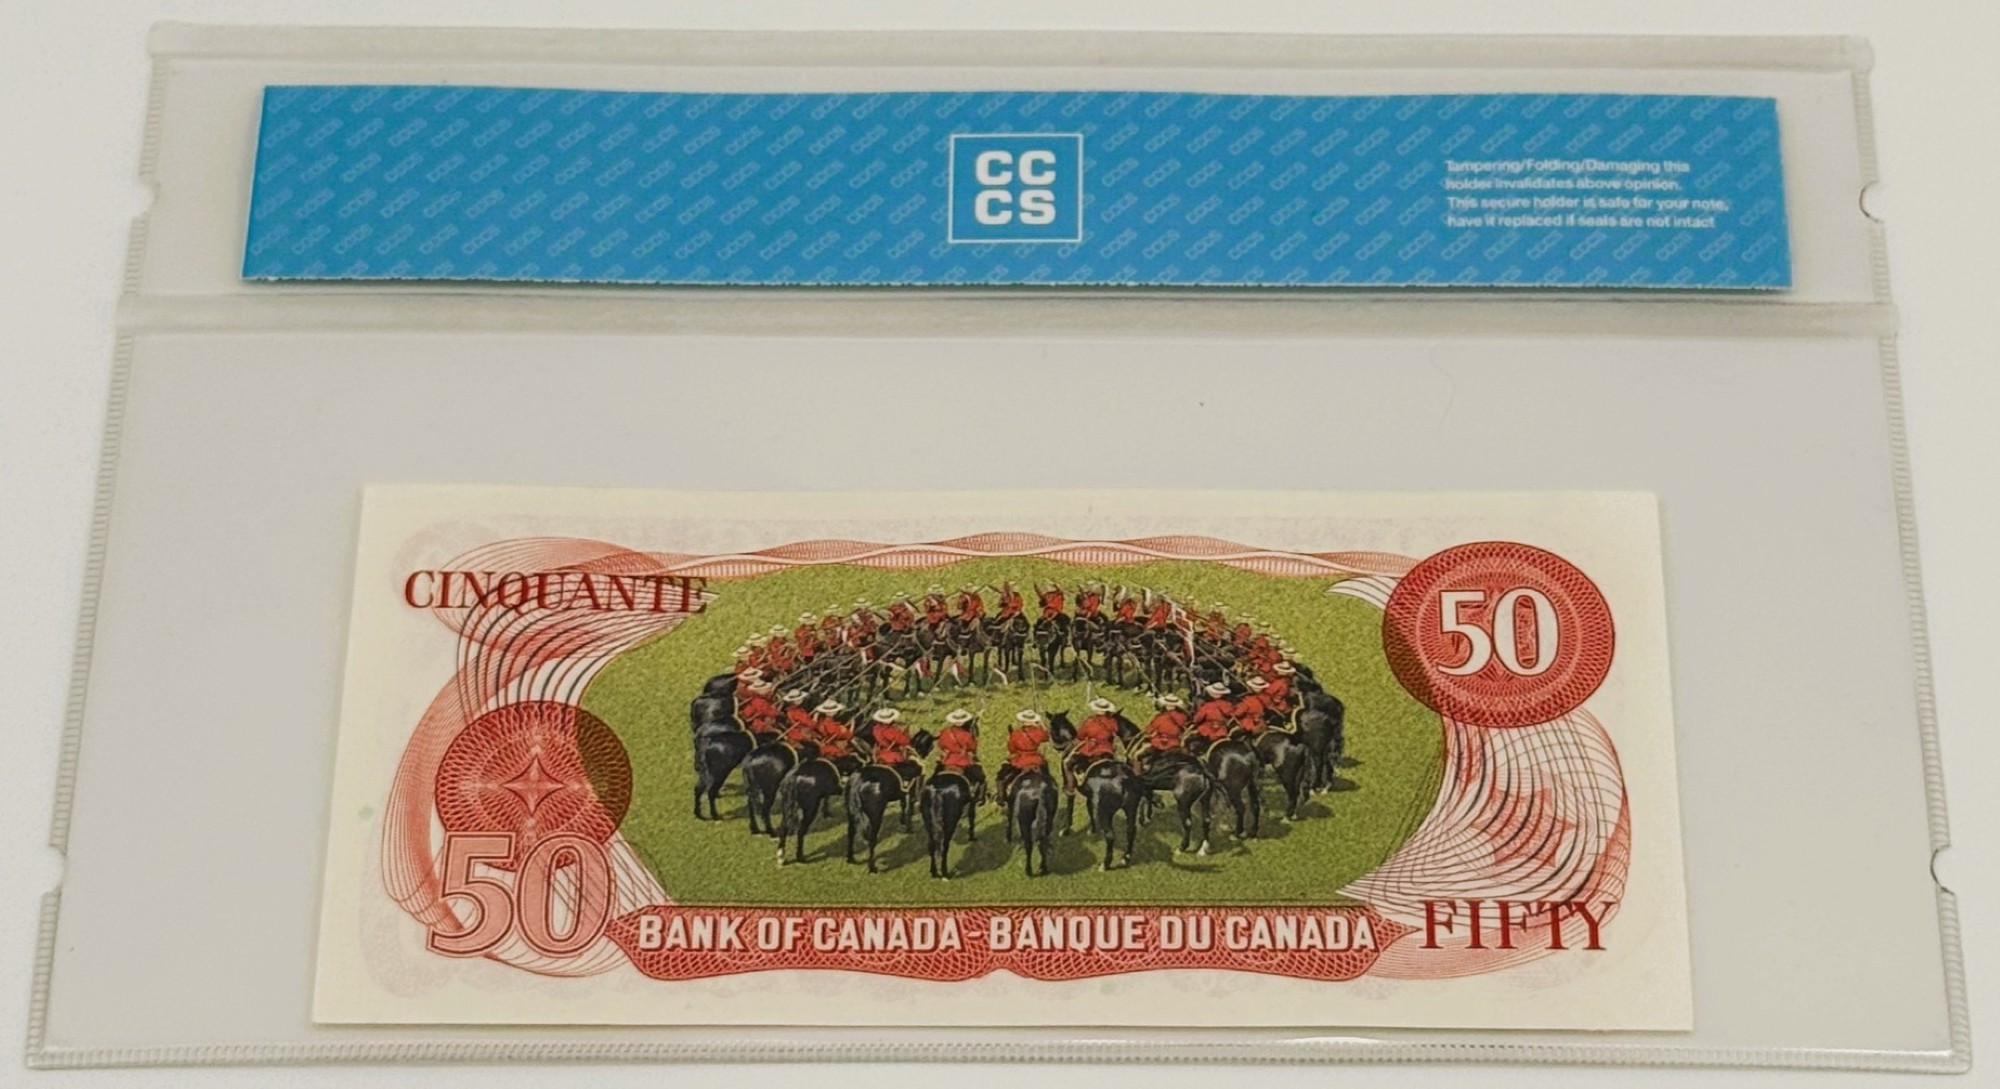 CC
CS
Tampering/Folding/Damaging this
holder invalidates above opinion.
This secure holder is safe for your note,
have it replaced if seals are not intact
CINQUANTE
50
50
BANK OF CANADA-BANQUE DU CANADA
FIFTY